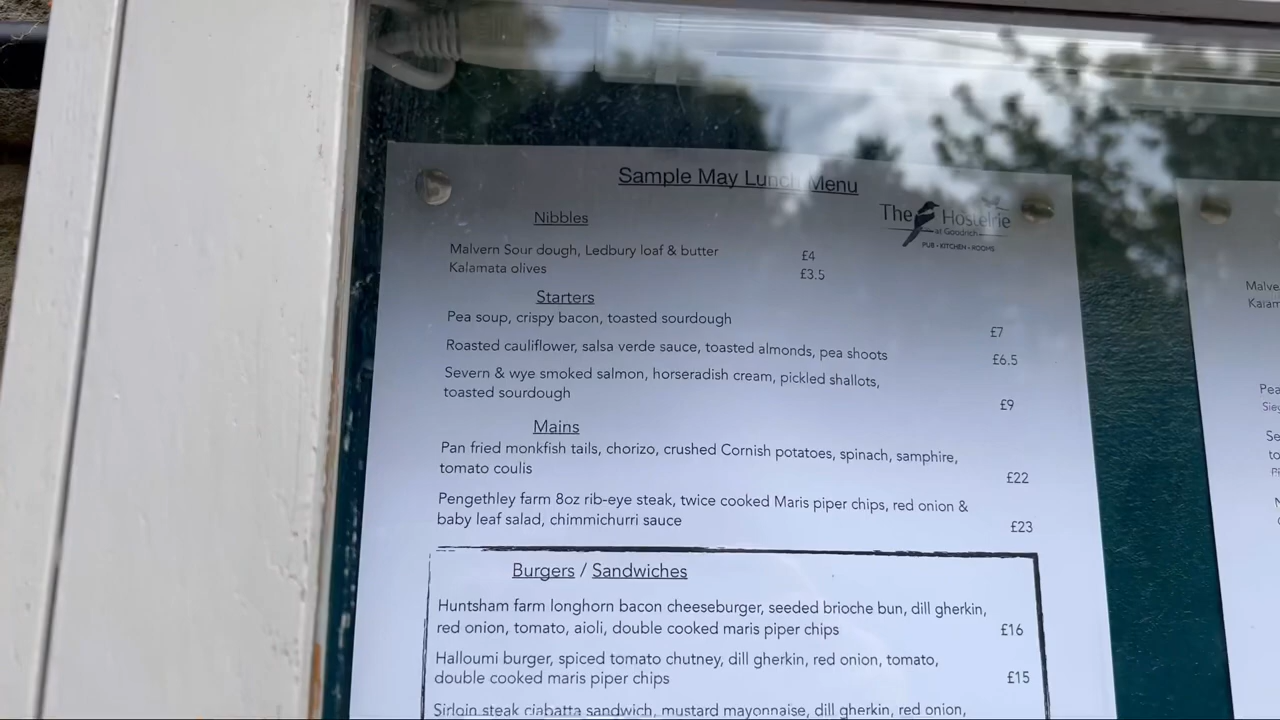 Sample May Lunch Menu
The Hostelrie
at Goodrich
PUB • KITCHEN • ROOMS
Nibbles
Malvern Sour dough, Ledbury loaf & butter £4
Kalamata olives £3.5
Starters
Pea soup, crispy bacon, toasted sourdough £7
Roasted cauliflower, salsa verde sauce, toasted almonds, pea shoots £6.5
Severn & wye smoked salmon, horseradish cream, pickled shallots,
toasted sourdough £9
Mains
Pan fried monkfish tails, chorizo, crushed Cornish potatoes, spinach, samphire,
tomato coulis £22
Pengethley farm 8oz rib-eye steak, twice cooked Maris piper chips, red onion &
baby leaf salad, chimmichurri sauce £23
Burgers / Sandwiches
Huntsham farm longhorn bacon cheeseburger, seeded brioche bun, dill gherkin,
red onion, tomato, aioli, double cooked maris piper chips £16
Halloumi burger, spiced tomato chutney, dill gherkin, red onion, tomato,
double cooked maris piper chips £15
Sirloin steak ciabatta sandwich, mustard mayonnaise, dill gherkin, red onion,